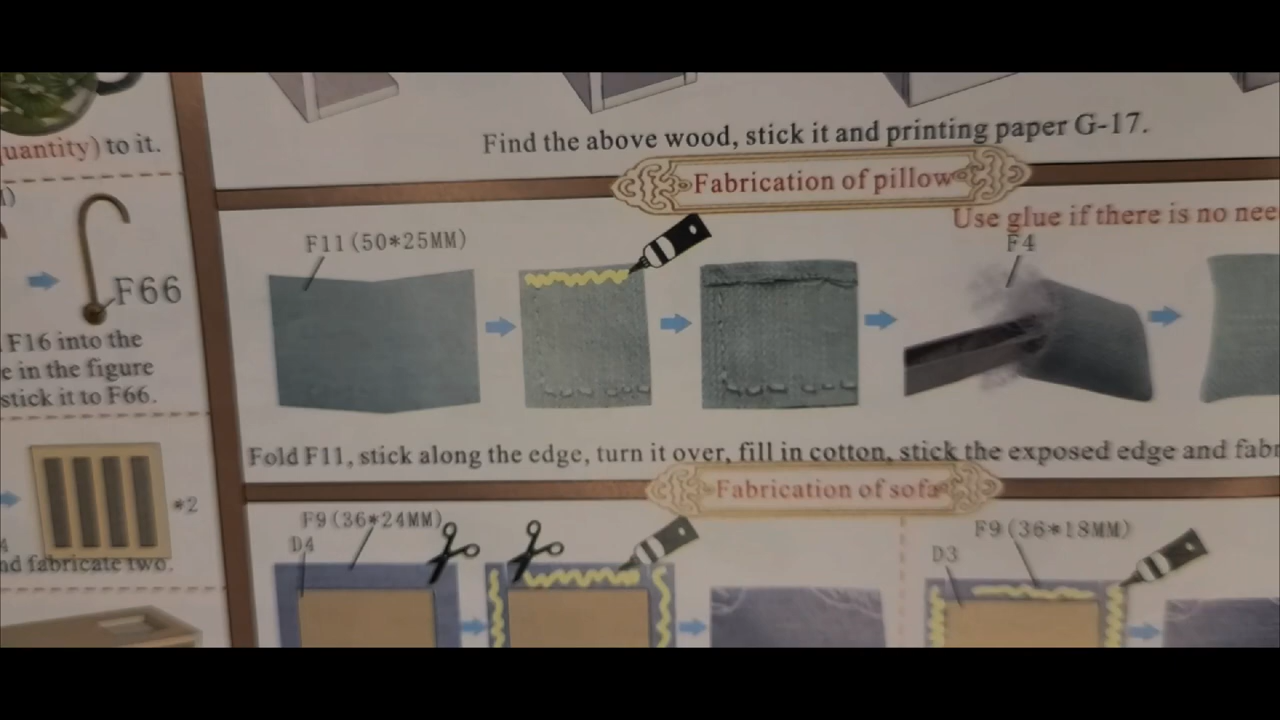 uantity) to it.
F66
F16 into the
e in the figure
stick it to F66.
*2
nd fabricate two.
Find the above wood, stick it and printing paper G-17.
Fabrication of pillow
Use glue if there is no nee
F11(50*25MM)
F4
Fold F11, stick along the edge, turn it over, fill in cotton, stick the exposed edge and fabr
Fabrication of sofa
F9(36*24MM)
D4
F9(36*18MM)
D3